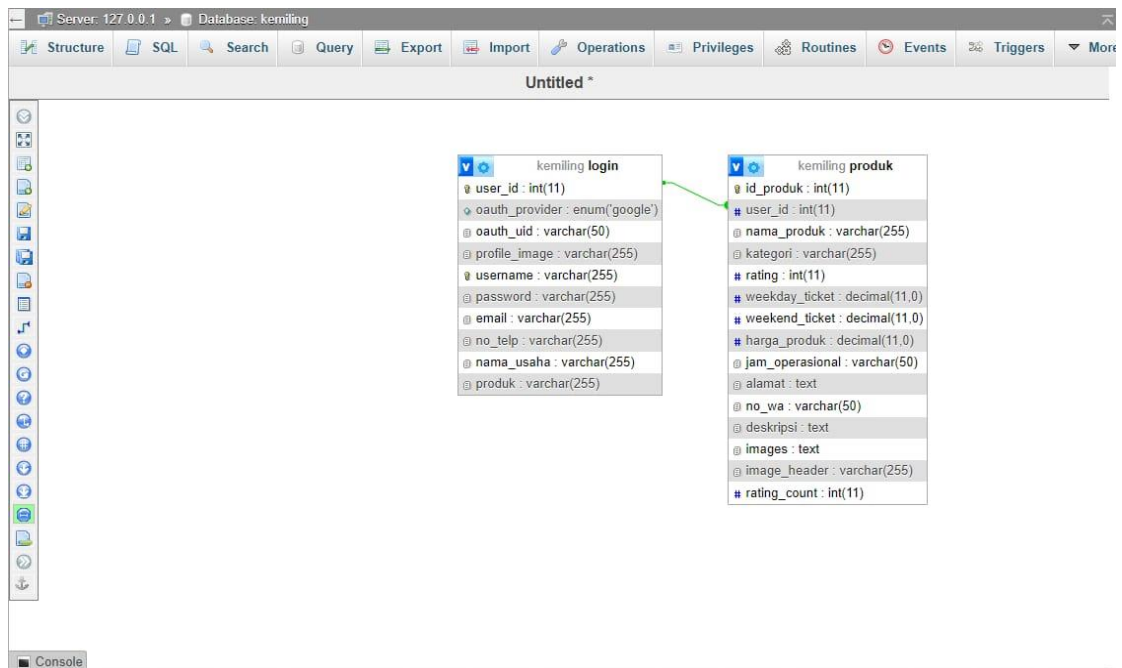 Server: 127.0.0.1 » Database: kemiling
Structure SQL Search Query Export Import Operations Privileges Routines Events Triggers More
Untitled *
v kemiling login
user_id : int(11)
oauth_provider : enum('google')
oauth_uid : varchar(50)
profile_image : varchar(255)
username : varchar(255)
password : varchar(255)
email : varchar(255)
no_telp : varchar(255)
nama_usaha : varchar(255)
produk : varchar(255)
v kemiling produk
id_produk : int(11)
# user_id : int(11)
nama_produk : varchar(255)
kategori : varchar(255)
# rating : int(11)
# weekday_ticket : decimal(11,0)
# weekend_ticket : decimal(11,0)
# harga_produk : decimal(11,0)
jam_operasional : varchar(50)
alamat : text
no_wa : varchar(50)
deskripsi : text
images : text
image_header : varchar(255)
# rating_count : int(11)
Console